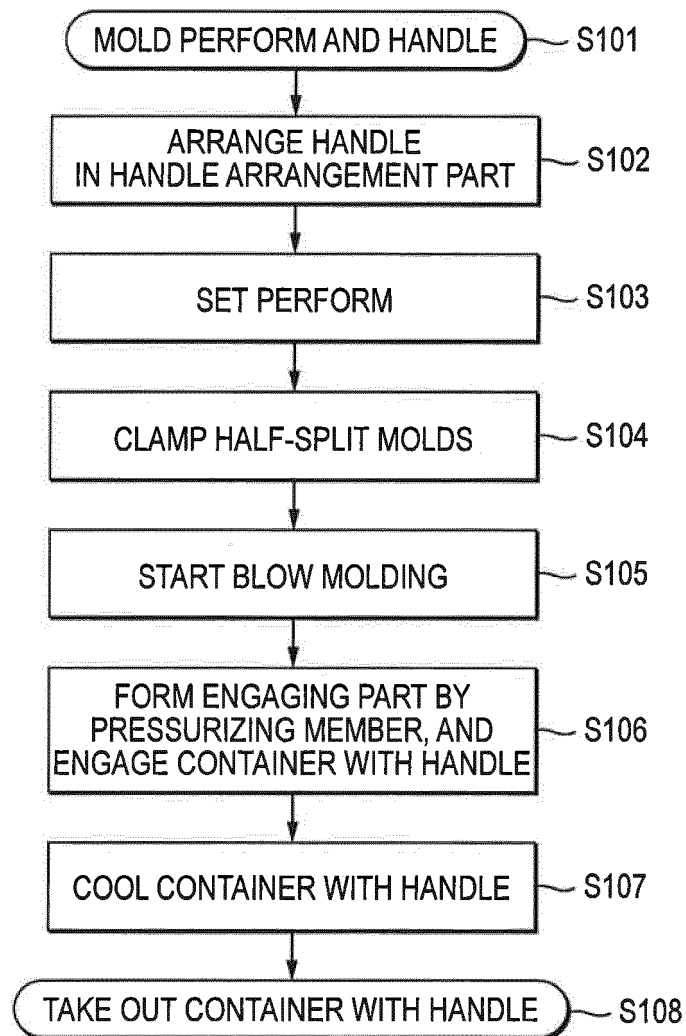 MOLD PERFORM AND HANDLE S101
ARRANGE HANDLE
IN HANDLE ARRANGEMENT PART
S102
SET PERFORM S103
CLAMP HALF-SPLIT MOLDS S104
START BLOW MOLDING S105
FORM ENGAGING PART BY
PRESSURIZING MEMBER, AND
ENGAGE CONTAINER WITH HANDLE
S106
COOL CONTAINER WITH HANDLE S107
TAKE OUT CONTAINER WITH HANDLE S108